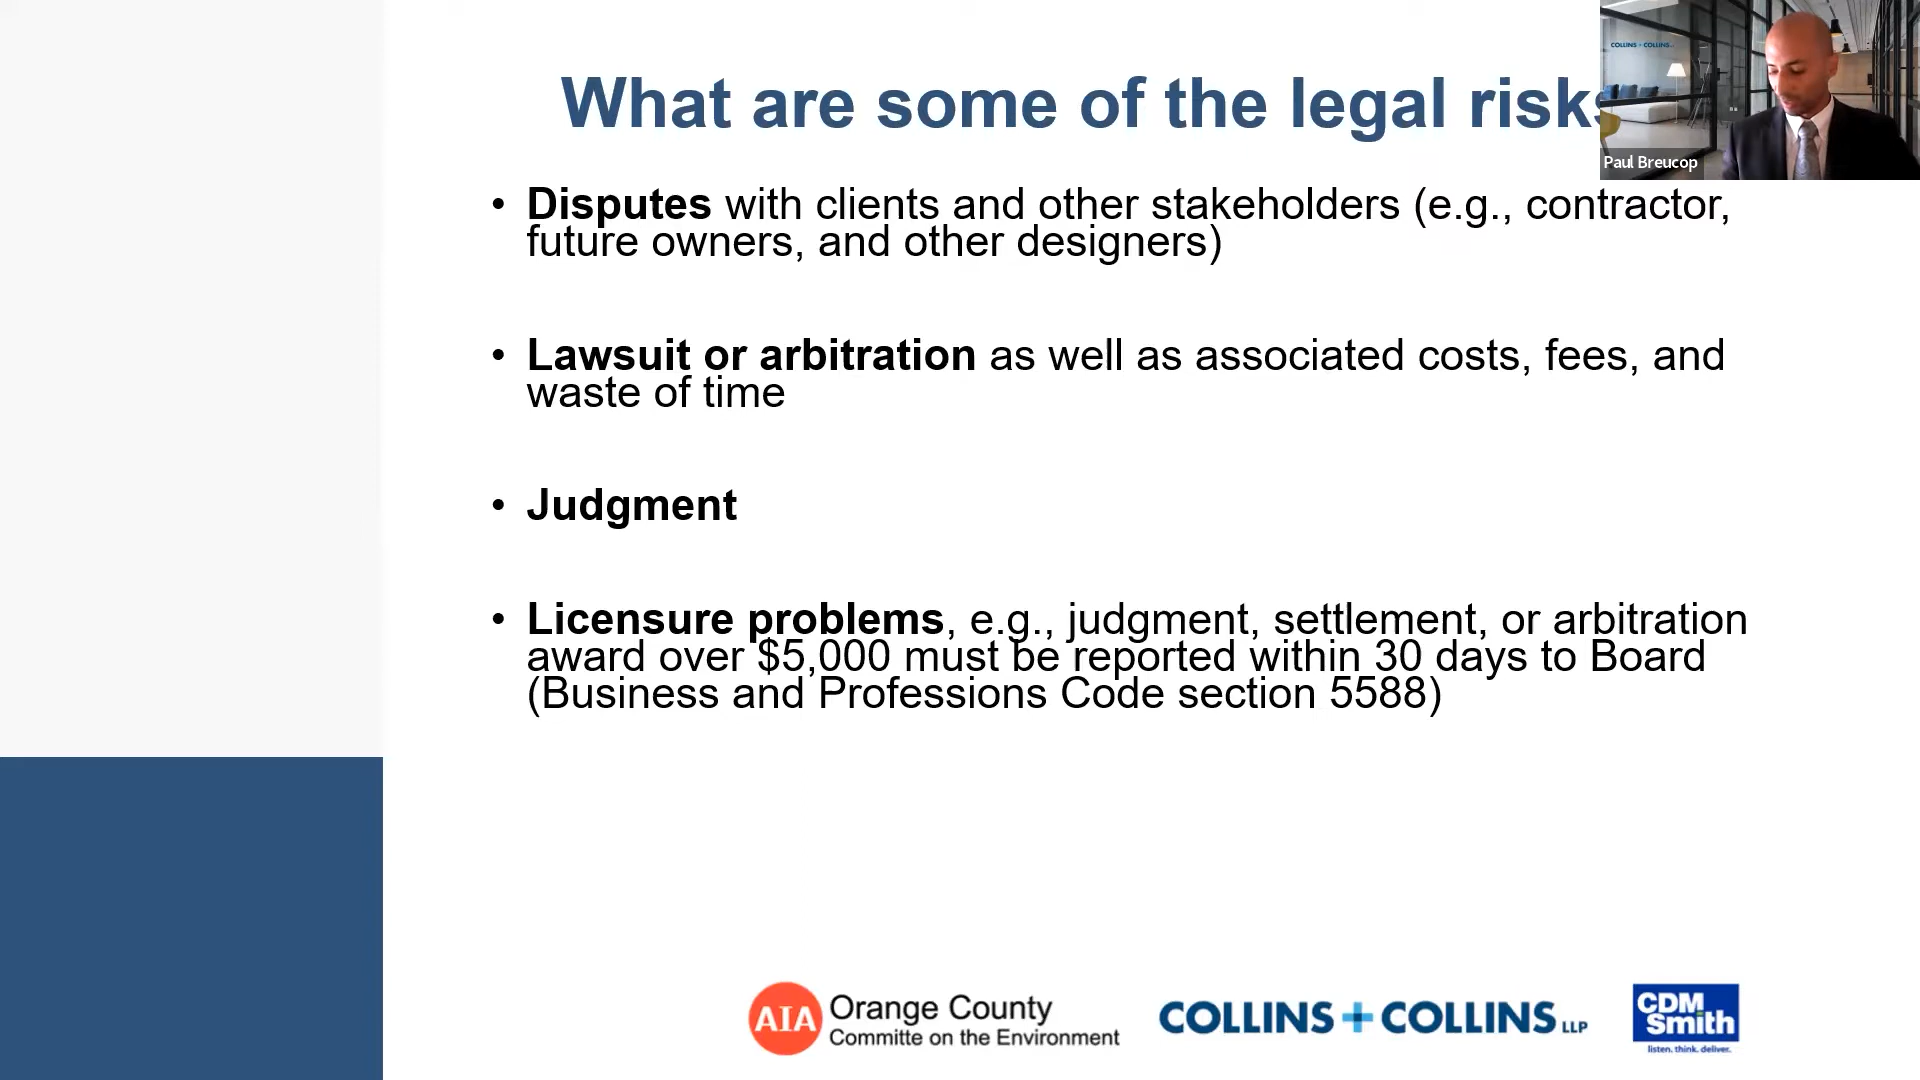 What are some of the legal risks
COLLINS + COLLINS
Paul Breucop
• Disputes with clients and other stakeholders (e.g., contractor,
future owners, and other designers)
• Lawsuit or arbitration as well as associated costs, fees, and
waste of time
• Judgment
• Licensure problems, e.g., judgment, settlement, or arbitration
award over $5,000 must be reported within 30 days to Board
(Business and Professions Code section 5588)
AIA Orange County
Committe on the Environment
COLLINS + COLLINS LLP
CDM
Smith
listen. think. deliver.